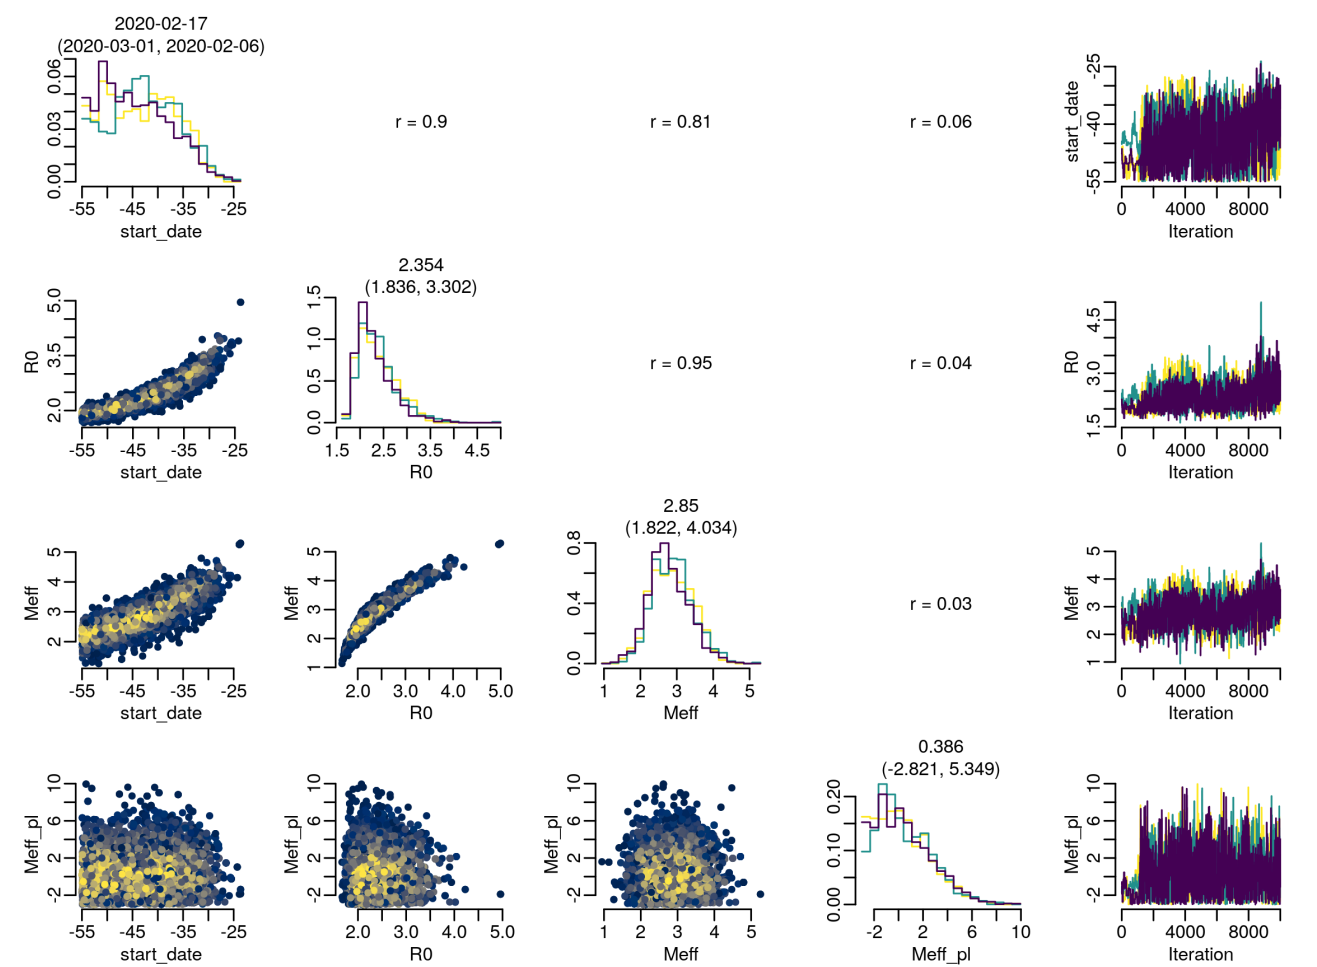 2020-02-17
(2020-03-01, 2020-02-06)
0.00 0.03 0.06
-55 -45 -35 -25
start_date
r = 0.9
r = 0.81
r = 0.06
start_date
-55 -40 -25
0 4000 8000
Iteration
R0
2.0 3.5 5.0
-55 -45 -35 -25
start_date
2.354
(1.836, 3.302)
0.0 0.5 1.0 1.5
1.5 2.5 3.5 4.5
R0
r = 0.95
r = 0.04
R0
1.5 3.0 4.5
0 4000 8000
Iteration
Meff
2 3 4 5
-55 -45 -35 -25
start_date
Meff
1 2 3 4 5
2.0 3.0 4.0 5.0
R0
2.85
(1.822, 4.034)
0.0 0.4 0.8
1 2 3 4 5
Meff
r = 0.03
Meff
1 2 3 4 5
0 4000 8000
Iteration
Meff_pl
-2 2 6 10
-55 -45 -35 -25
start_date
Meff_pl
-2 2 6 10
2.0 3.0 4.0 5.0
R0
Meff_pl
-2 2 6 10
1 2 3 4 5
Meff
0.386
(-2.821, 5.349)
0.00 0.10 0.20
-2 2 6 10
Meff_pl
Meff_pl
-2 2 6 10
0 4000 8000
Iteration